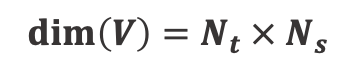 dim(V) = Nₜ × Nₛ